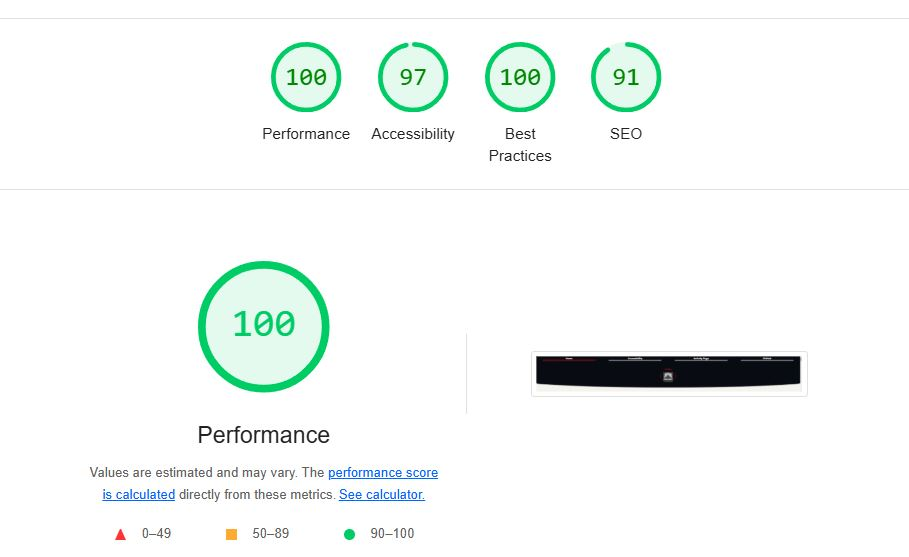 100
97
100
91
Performance
Accessibility
Best
Practices
SEO
100
Performance
Values are estimated and may vary. The performance score
is calculated directly from these metrics. See calculator.
0–49
50–89
90–100